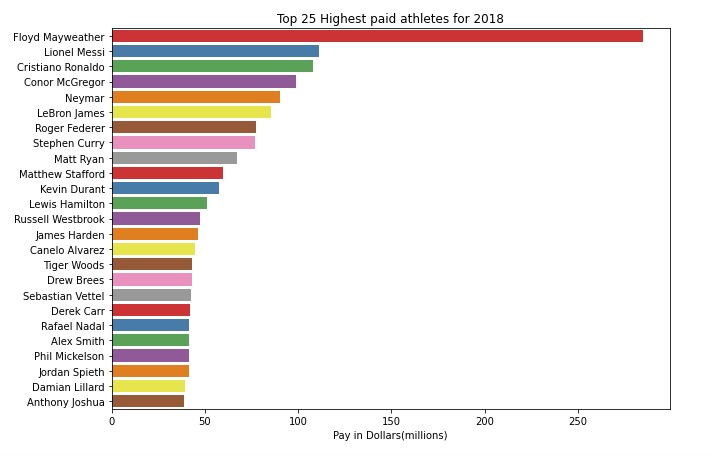 Top 25 Highest paid athletes for 2018
Floyd Mayweather
Lionel Messi
Cristiano Ronaldo
Conor McGregor
Neymar
LeBron James
Roger Federer
Stephen Curry
Matt Ryan
Matthew Stafford
Kevin Durant
Lewis Hamilton
Russell Westbrook
James Harden
Canelo Alvarez
Tiger Woods
Drew Brees
Sebastian Vettel
Derek Carr
Rafael Nadal
Alex Smith
Phil Mickelson
Jordan Spieth
Damian Lillard
Anthony Joshua
0 50 100 150 200 250
Pay in Dollars(millions)